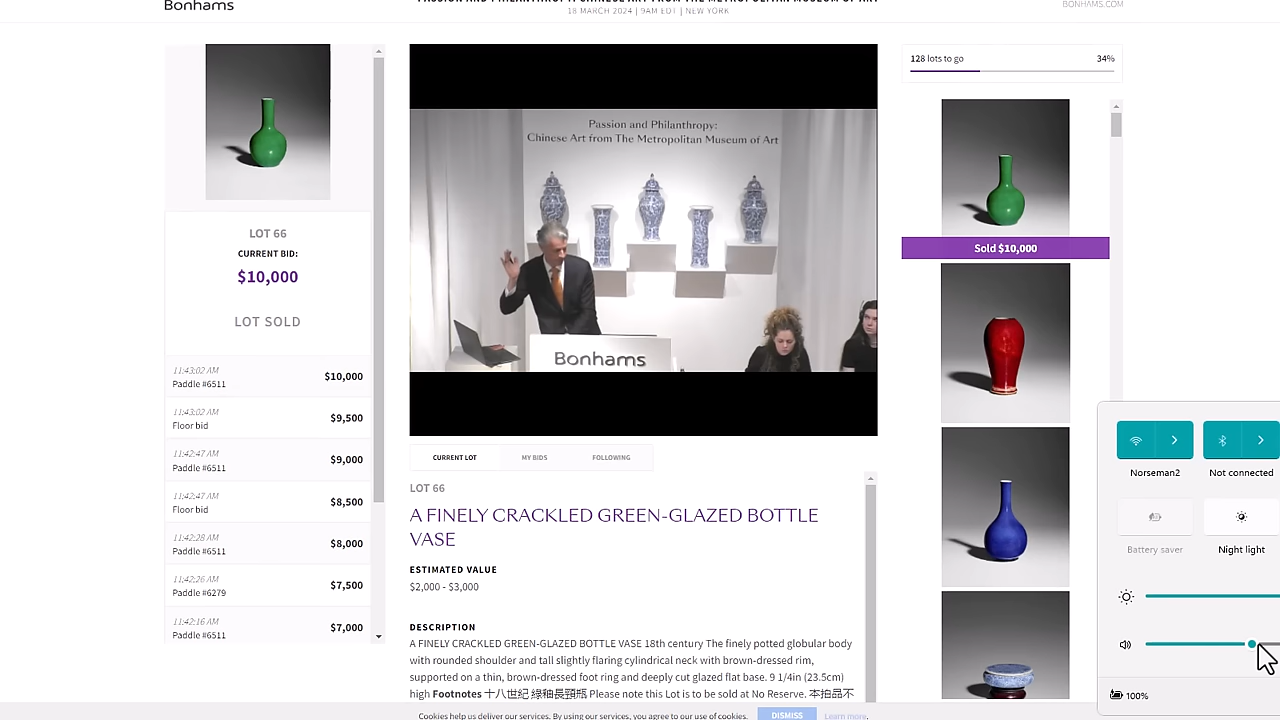 Bonhams
PASSION AND PHILANTHROPY: CHINESE ART FROM THE METROPOLITAN MUSEUM OF ART
18 MARCH 2024 | 9AM EDT | NEW YORK
BONHAMS.COM
LOT 66
CURRENT BID:
$10,000
LOT SOLD
11:43:02 AM
Paddle #6511
$10,000
11:43:02 AM
Floor bid
$9,500
11:42:47 AM
Paddle #6511
$9,000
11:42:47 AM
Floor bid
$8,500
11:42:28 AM
Paddle #6511
$8,000
11:42:26 AM
Paddle #6279
$7,500
11:42:16 AM
Paddle #6511
$7,000
Passion and Philanthropy:
Chinese Art from The Metropolitan Museum of Art
Bonhams
CURRENT LOT
MY BIDS
FOLLOWING
LOT 66
A FINELY CRACKLED GREEN-GLAZED BOTTLE
VASE
ESTIMATED VALUE
$2,000 - $3,000
DESCRIPTION
A FINELY CRACKLED GREEN-GLAZED BOTTLE VASE 18th century The finely potted globular body
with rounded shoulder and tall slightly flaring cylindrical neck with brown-dressed rim,
supported on a thin, brown-dressed foot ring and deeply cut glazed flat base. 9 1/4in (23.5cm)
high Footnotes 十八世紀 綠釉長頸瓶 Please note this Lot is to be sold at No Reserve. 本拍品不
128 lots to go
34%
Sold $10,000
Norseman2
Not connected
Battery saver
Night light
100%
Cookies help us deliver our services. By using our services, you agree to our use of cookies.
DISMISS
Learn more.